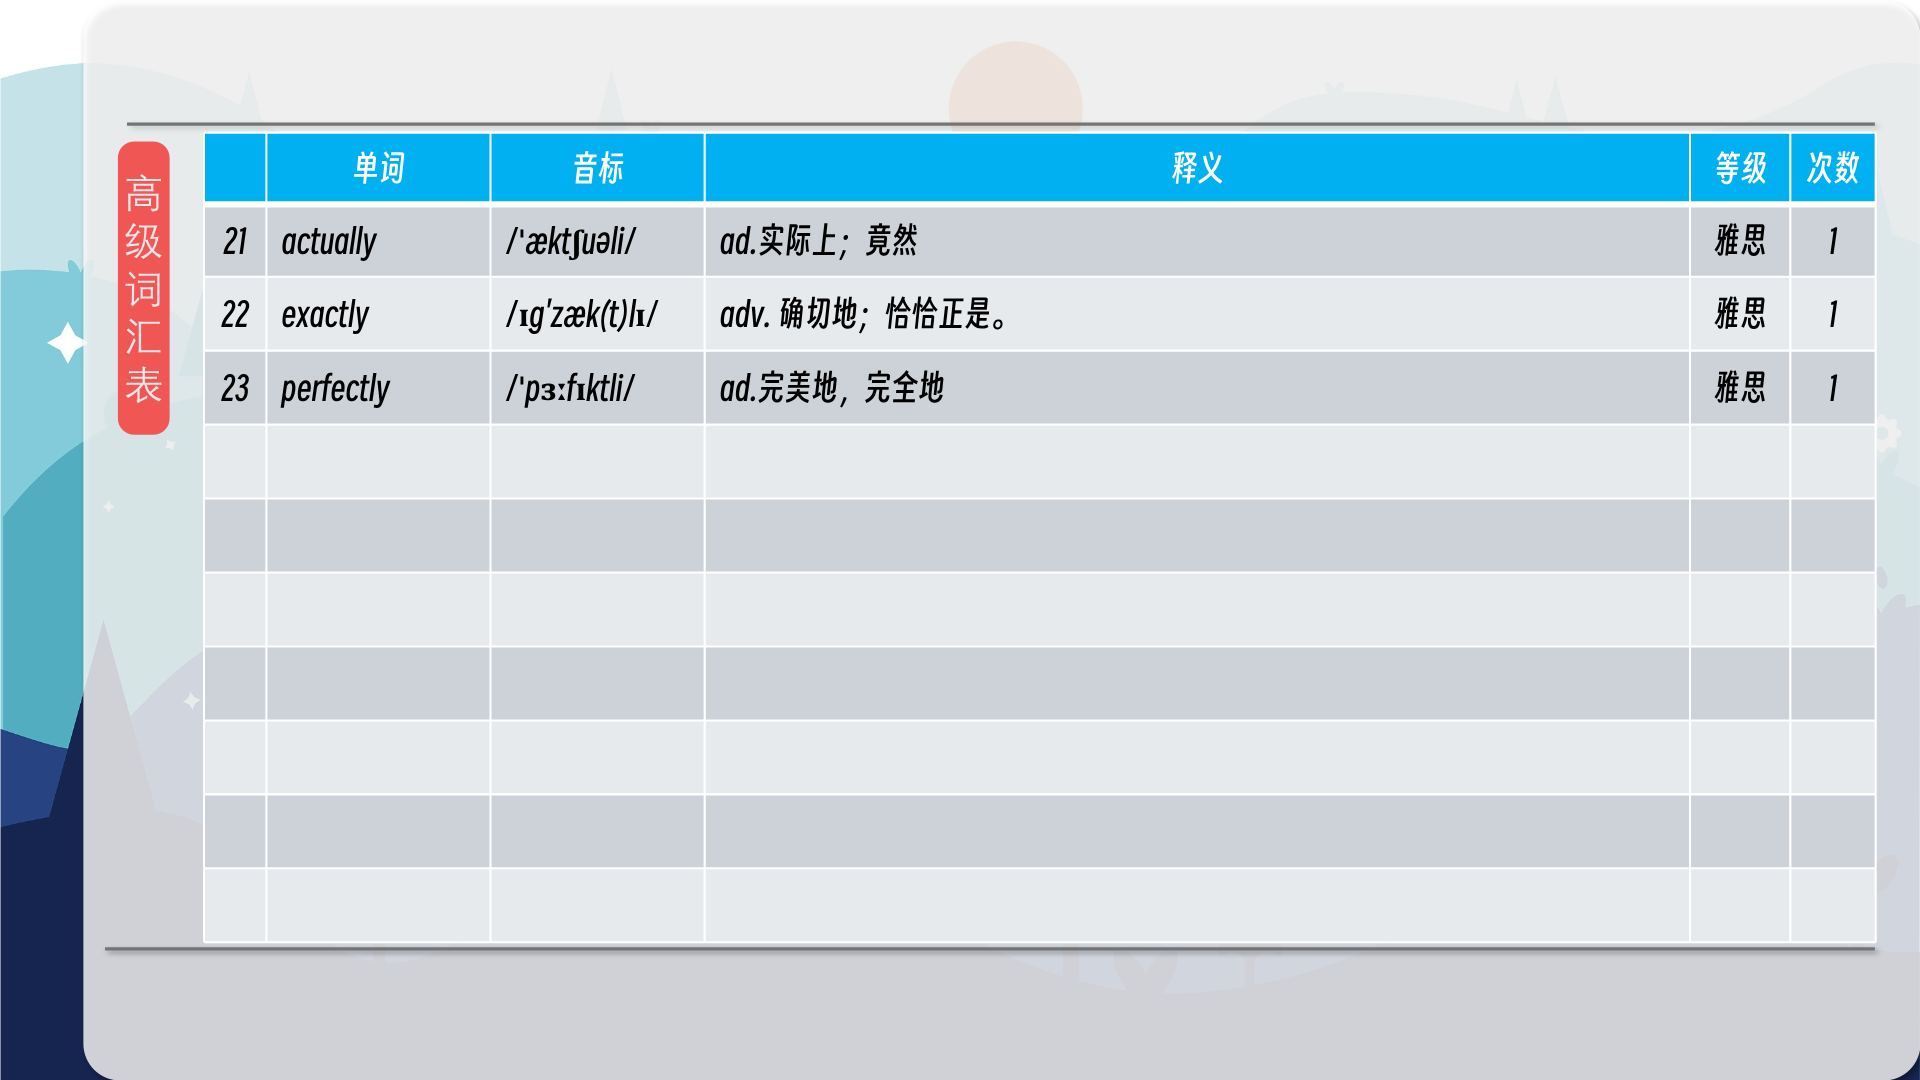 高级词汇表
单词 音标 释义 等级 次数
21 actually /'æktʃuəli/ ad.实际上；竟然 雅思 1
22 exactly /ɪg'zæk(t)lɪ/ adv. 确切地；恰恰正是。 雅思 1
23 perfectly /'pɜːfɪktli/ ad.完美地，完全地 雅思 1